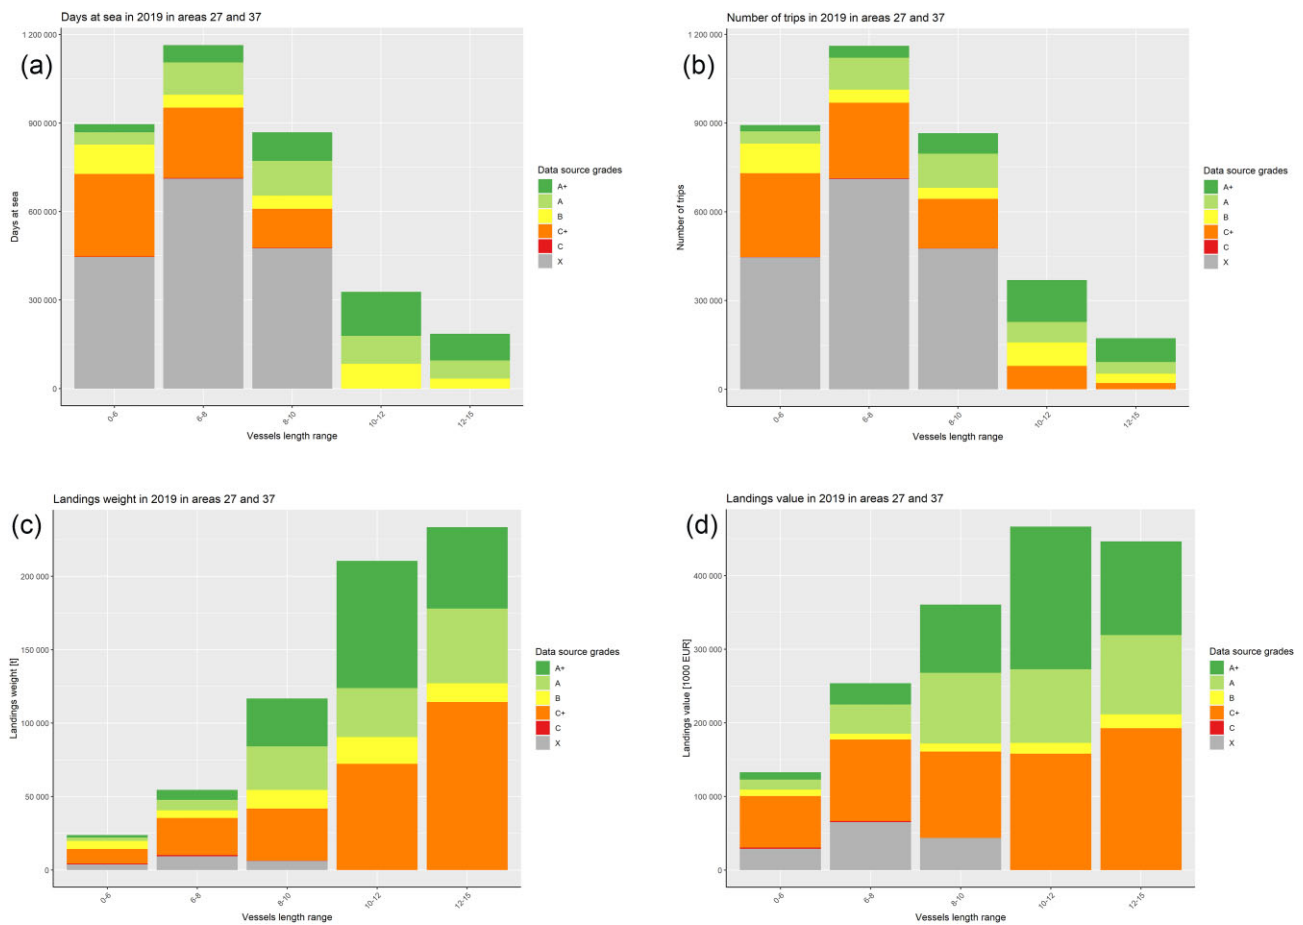 Days at sea in 2019 in areas 27 and 37
(a)
1 200 000
900 000
600 000
300 000
0
Days at sea
0-6
6-8
8-10
10-12
12-15
Vessels length range
Data source grades
A+
A
B
C+
C
X
Number of trips in 2019 in areas 27 and 37
(b)
1 200 000
900 000
600 000
300 000
0
Number of trips
0-6
6-8
8-10
10-12
12-15
Vessels length range
Data source grades
A+
A
B
C+
C
X
Landings weight in 2019 in areas 27 and 37
(c)
200 000
150 000
100 000
50 000
0
Landings weight [t]
0-6
6-8
8-10
10-12
12-15
Vessels length range
Data source grades
A+
A
B
C+
C
X
Landings value in 2019 in areas 27 and 37
(d)
400 000
300 000
200 000
100 000
0
Landings value [1000 EUR]
0-6
6-8
8-10
10-12
12-15
Vessels length range
Data source grades
A+
A
B
C+
C
X